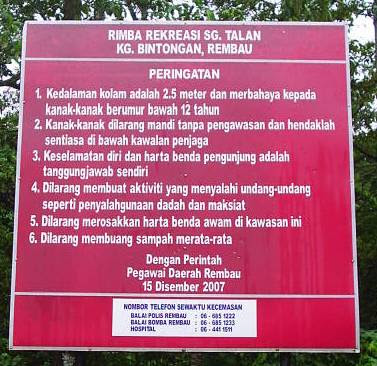 RIMBA REKREASI SG. TALAN
KG. BINTONGAN, REMBAU
PERINGATAN
1. Kedalaman kolam adalah 2.5 meter dan merbahaya kepada
kanak-kanak berumur bawah 12 tahun
2. Kanak-kanak dilarang mandi tanpa pengawasan dan hendaklah
sentiasa di bawah kawalan penjaga
3. Keselamatan diri dan harta benda pengunjung adalah
tanggungjawab sendiri
4. Dilarang membuat aktiviti yang menyalahi undang-undang
seperti penyalahgunaan dadah dan maksiat
5. Dilarang merosakkan harta benda awam di kawasan ini
6. Dilarang membuang sampah merata-rata
Dengan Perintah
Pegawai Daerah Rembau
15 Disember 2007
NOMBOR TELEFON SEWAKTU KECEMASAN
BALAI POLIS REMBAU : 06 - 685 1222
BALAI BOMBA REMBAU : 06 - 685 1233
HOSPITAL : 06 - 441 1511